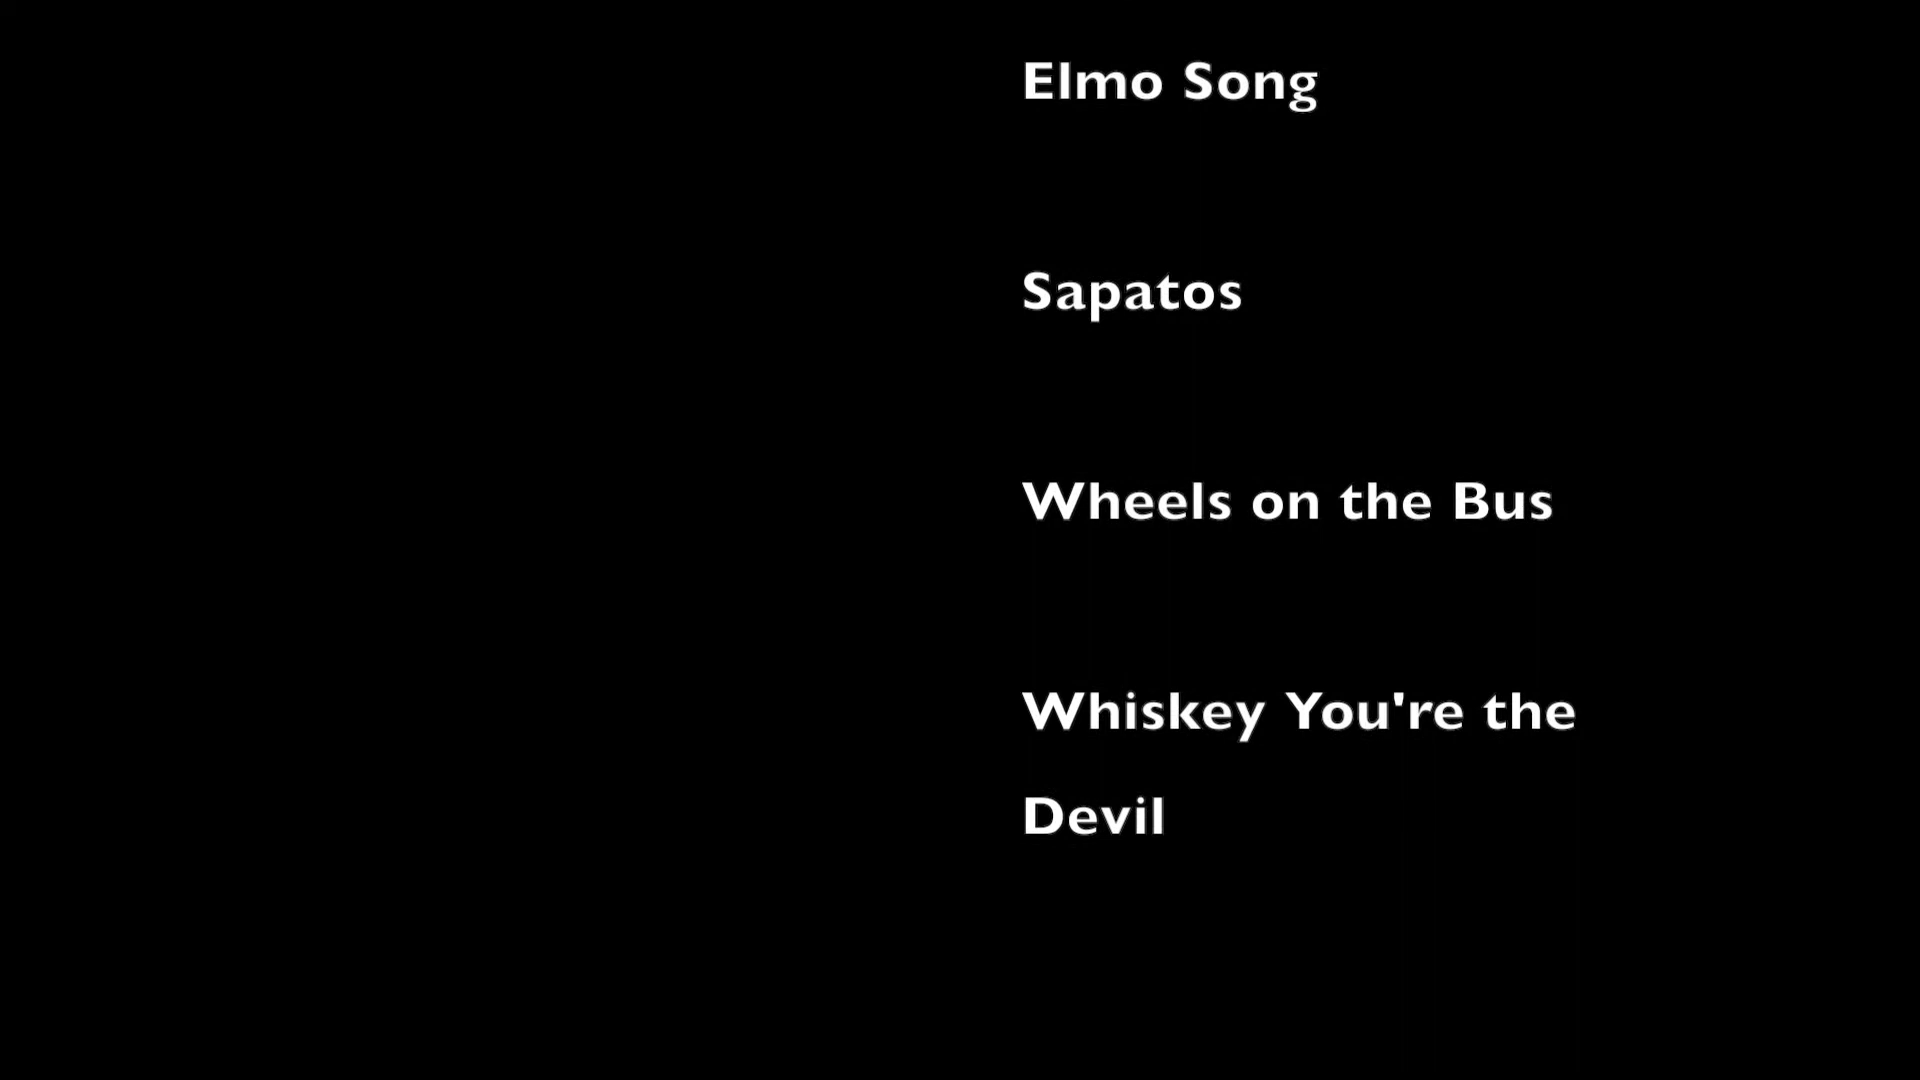 Elmo Song
Sapatos
Wheels on the Bus
Whiskey You're the
Devil